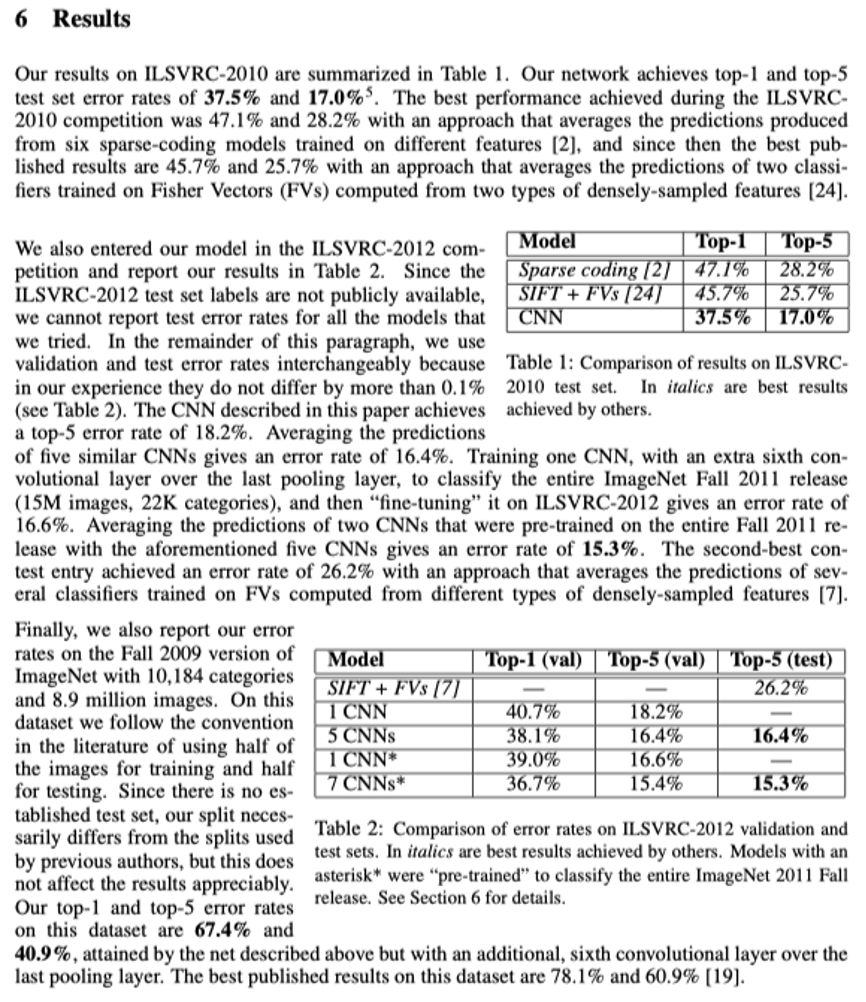 6 Results
Our results on ILSVRC-2010 are summarized in Table 1. Our network achieves top-1 and top-5
test set error rates of 37.5% and 17.0%⁵. The best performance achieved during the ILSVRC-
2010 competition was 47.1% and 28.2% with an approach that averages the predictions produced
from six sparse-coding models trained on different features [2], and since then the best pub-
lished results are 45.7% and 25.7% with an approach that averages the predictions of two classi-
fiers trained on Fisher Vectors (FVs) computed from two types of densely-sampled features [24].
We also entered our model in the ILSVRC-2012 com-
petition and report our results in Table 2. Since the
ILSVRC-2012 test set labels are not publicly available,
we cannot report test error rates for all the models that
we tried. In the remainder of this paragraph, we use
validation and test error rates interchangeably because
in our experience they do not differ by more than 0.1%
(see Table 2). The CNN described in this paper achieves
a top-5 error rate of 18.2%. Averaging the predictions
of five similar CNNs gives an error rate of 16.4%. Training one CNN, with an extra sixth con-
volutional layer over the last pooling layer, to classify the entire ImageNet Fall 2011 release
(15M images, 22K categories), and then “fine-tuning” it on ILSVRC-2012 gives an error rate of
16.6%. Averaging the predictions of two CNNs that were pre-trained on the entire Fall 2011 re-
lease with the aforementioned five CNNs gives an error rate of 15.3%. The second-best con-
test entry achieved an error rate of 26.2% with an approach that averages the predictions of sev-
eral classifiers trained on FVs computed from different types of densely-sampled features [7].
Model Top-1 Top-5
Sparse coding [2] 47.1% 28.2%
SIFT + FVs [24] 45.7% 25.7%
CNN 37.5% 17.0%
Table 1: Comparison of results on ILSVRC-
2010 test set. In italics are best results
achieved by others.
Finally, we also report our error
rates on the Fall 2009 version of
ImageNet with 10,184 categories
and 8.9 million images. On this
dataset we follow the convention
in the literature of using half of
the images for training and half
for testing. Since there is no es-
tablished test set, our split neces-
sarily differs from the splits used
by previous authors, but this does
not affect the results appreciably.
Our top-1 and top-5 error rates
on this dataset are 67.4% and
40.9%, attained by the net described above but with an additional, sixth convolutional layer over the
last pooling layer. The best published results on this dataset are 78.1% and 60.9% [19].
Model Top-1 (val) Top-5 (val) Top-5 (test)
SIFT + FVs [7] — — 26.2%
1 CNN 40.7% 18.2% —
5 CNNs 38.1% 16.4% 16.4%
1 CNN* 39.0% 16.6% —
7 CNNs* 36.7% 15.4% 15.3%
Table 2: Comparison of error rates on ILSVRC-2012 validation and
test sets. In italics are best results achieved by others. Models with an
asterisk* were “pre-trained” to classify the entire ImageNet 2011 Fall
release. See Section 6 for details.